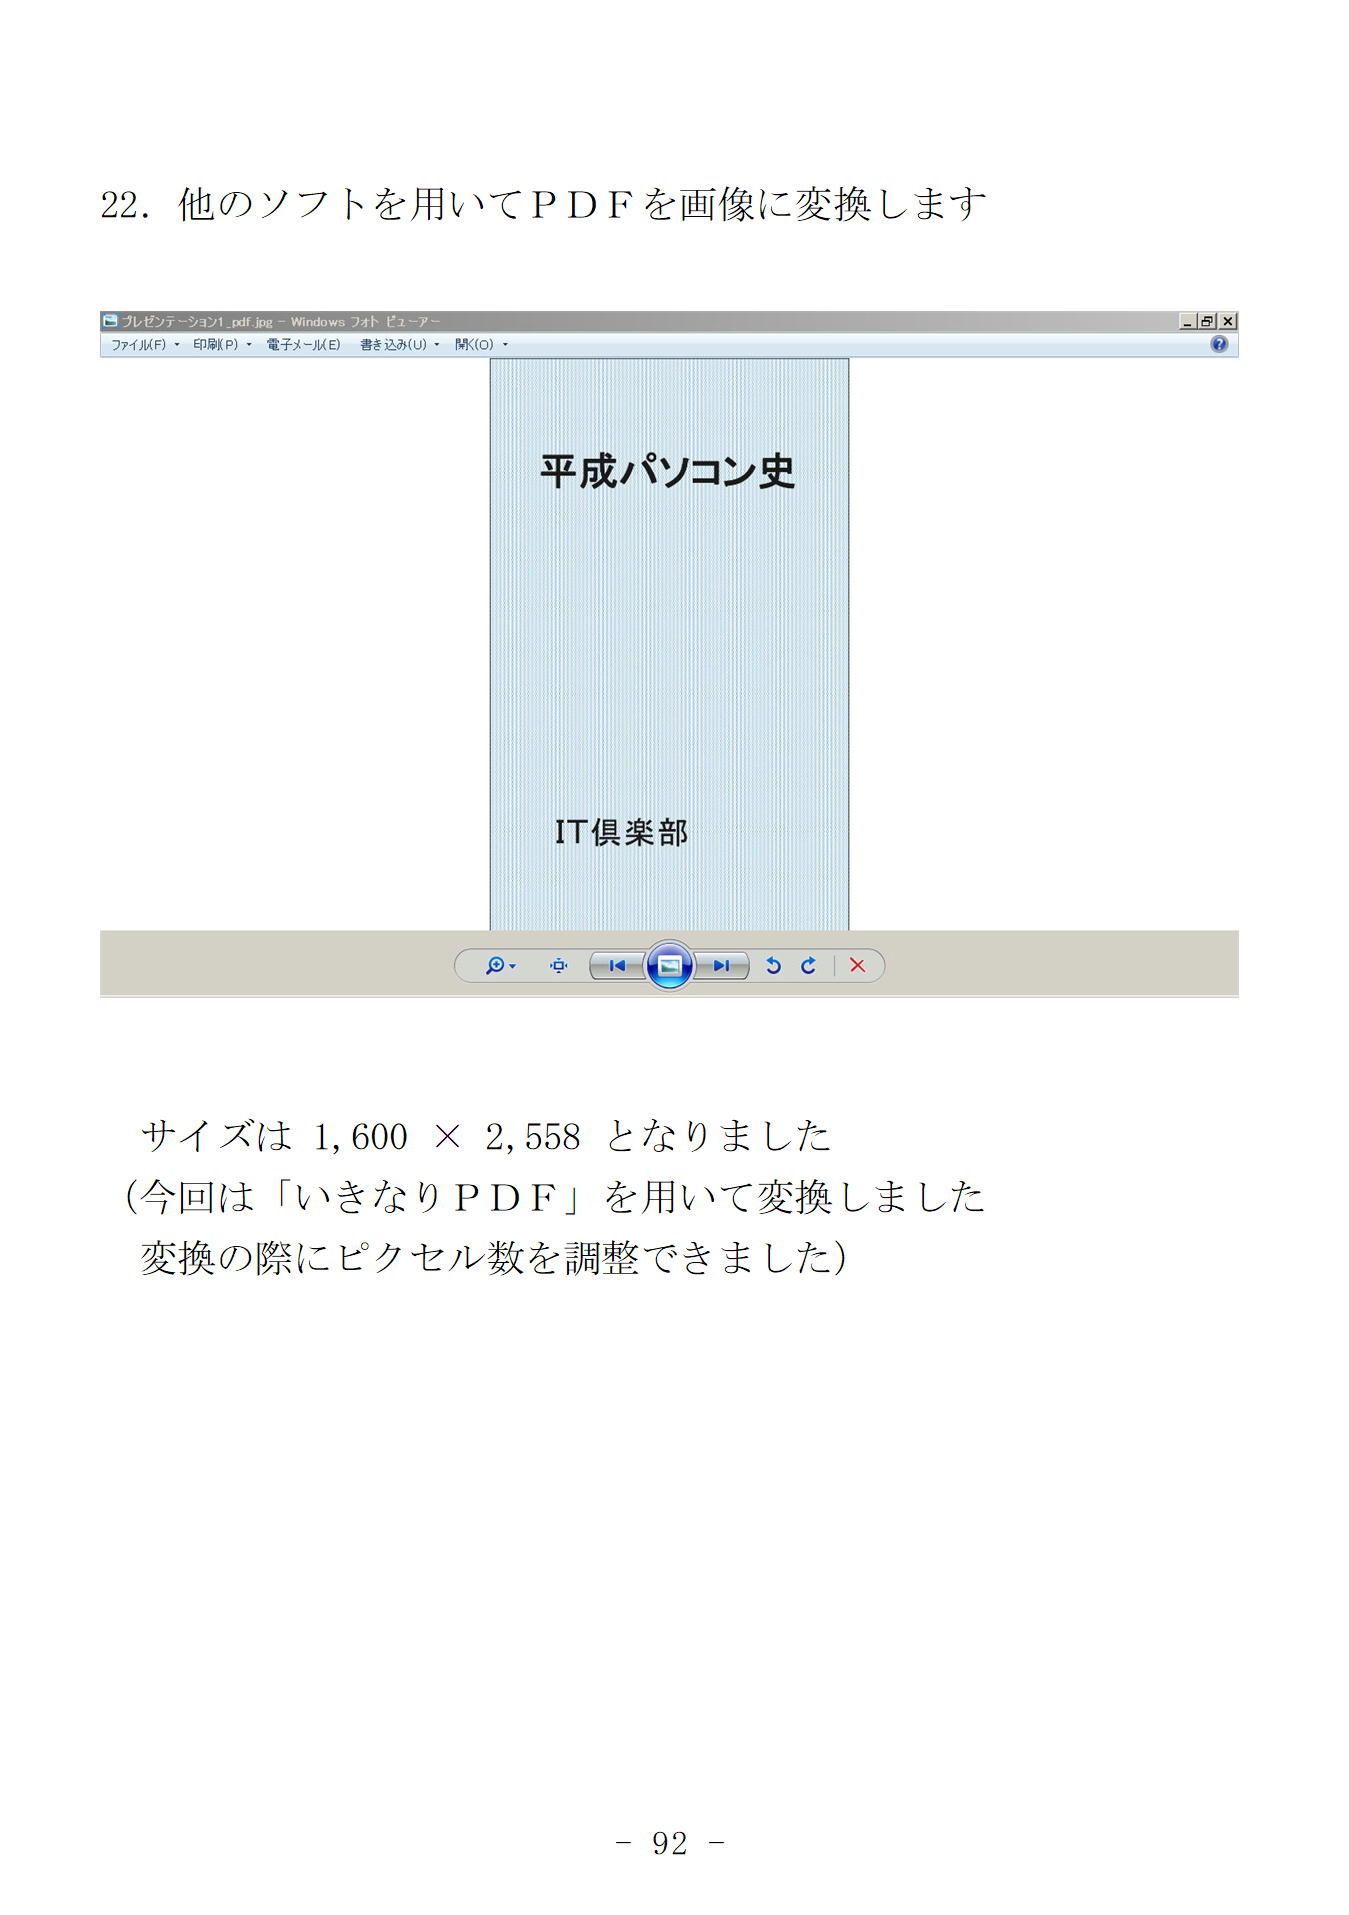 22．他のソフトを用いてＰＤＦを画像に変換します
プレゼンテーション1_pdf.jpg - Windows フォト ビューアー
ファイル(F) 印刷(P) 電子メール(E) 書き込み(U) 開く(O)
平成パソコン史
IT倶楽部
サイズは 1,600 × 2,558 となりました
（今回は「いきなりＰＤＦ」を用いて変換しました
変換の際にピクセル数を調整できました）
- 92 -